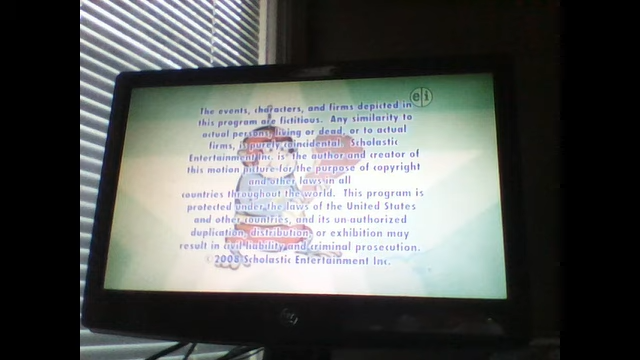 e i
The events, characters, and firms depicted in
this program are fictitious. Any similarity to
actual persons, living or dead, or to actual
firms, is purely coincidental. Scholastic
Entertainment Inc. is the author and creator of
this motion picture for the purpose of copyright
and other laws in all
countries throughout the world. This program is
protected under the laws of the United States
and other countries, and its unauthorized
duplication, distribution, or exhibition may
result in civil liability and criminal prosecution.
© 2008 Scholastic Entertainment Inc.
hp